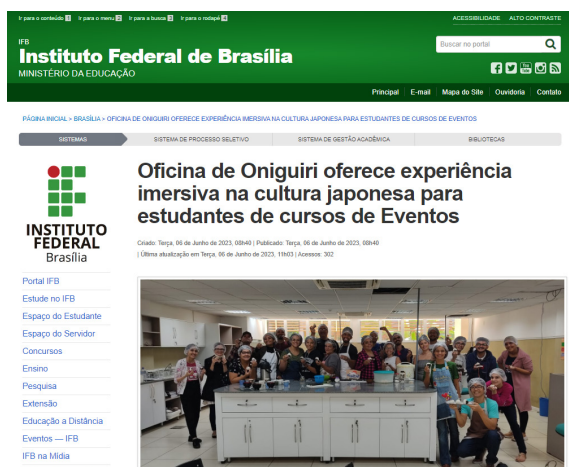 Ir para o conteúdo 1 Ir para o menu 2 Ir para a busca 3 Ir para o rodapé 4
ACESSIBILIDADE ALTO CONTRASTE
IFB
Instituto Federal de Brasília
MINISTÉRIO DA EDUCAÇÃO
Buscar no portal
You Tube
Principal E-mail Mapa do Site Ouvidoria Contato
PÁGINA INICIAL > BRASÍLIA > OFICINA DE ONIGUIRI OFERECE EXPERIÊNCIA IMERSIVA NA CULTURA JAPONESA PARA ESTUDANTES DE CURSOS DE EVENTOS
SISTEMAS SISTEMA DE PROCESSO SELETIVO SISTEMA DE GESTÃO ACADÊMICA BIBLIOTECAS
INSTITUTO
FEDERAL
Brasília
Portal IFB
Estude no IFB
Espaço do Estudante
Espaço do Servidor
Concursos
Ensino
Pesquisa
Extensão
Educação a Distância
Eventos — IFB
IFB na Mídia
Oficina de Oniguiri oferece experiência
imersiva na cultura japonesa para
estudantes de cursos de Eventos
Criado: Terça, 06 de Junho de 2023, 08h40 | Publicado: Terça, 06 de Junho de 2023, 08h40
| Última atualização em Terça, 06 de Junho de 2023, 11h03 | Acessos: 302